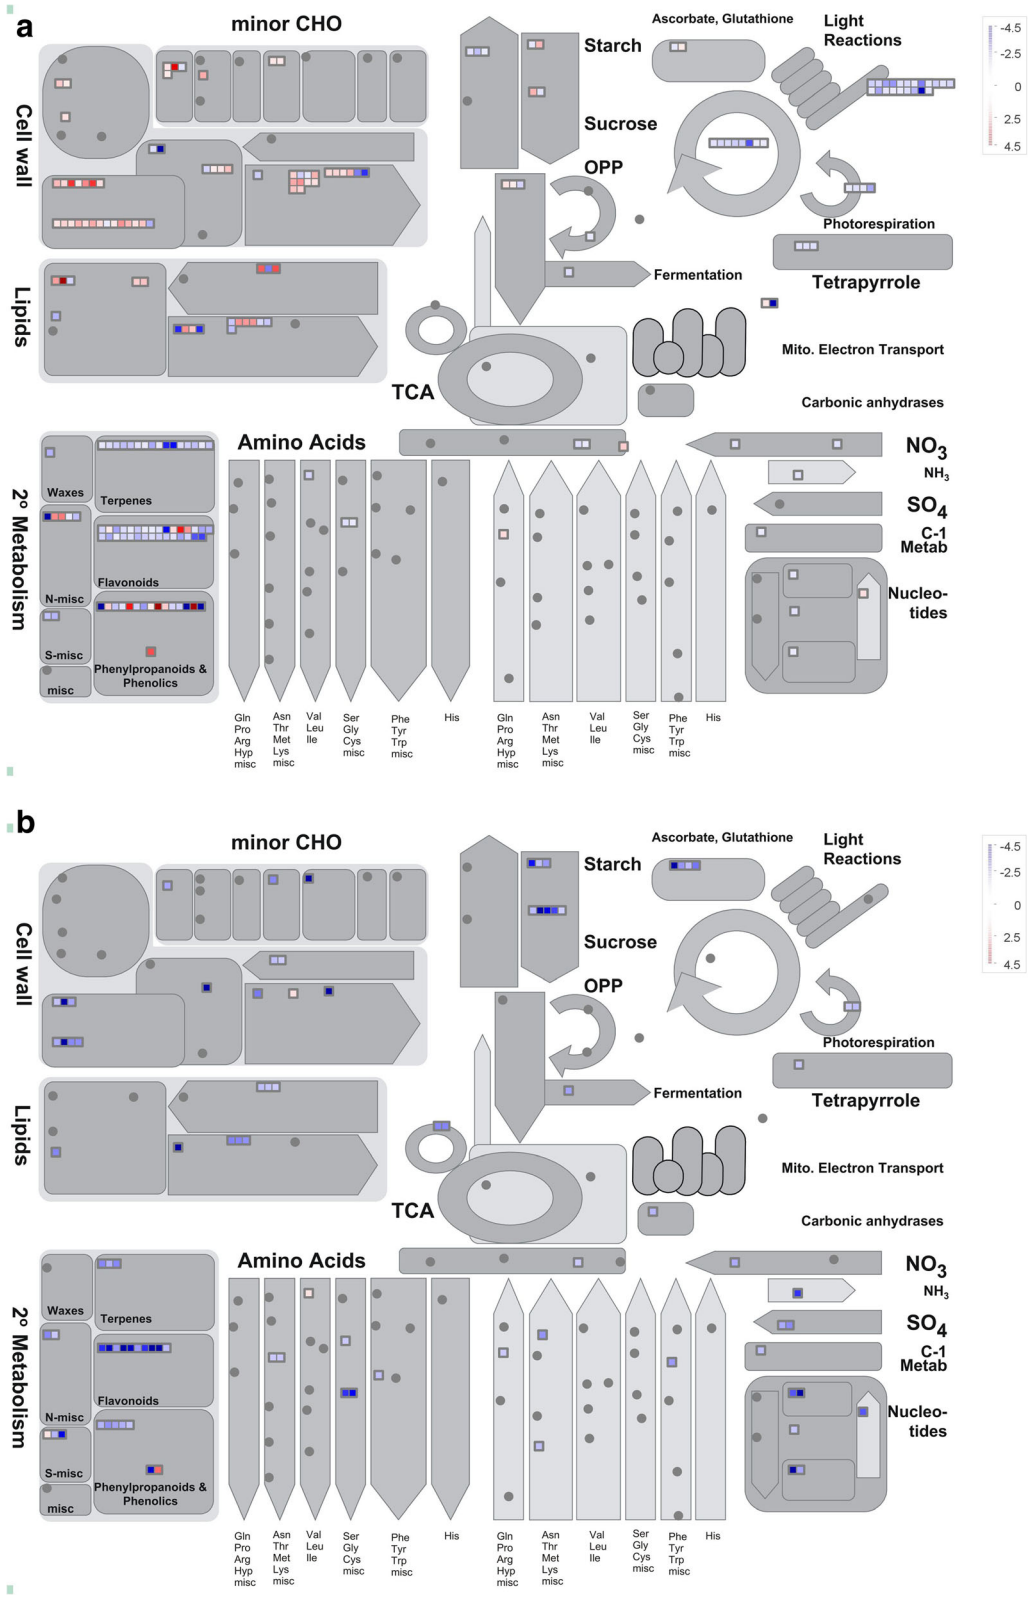 a
minor CHO
Ascorbate, Glutathione
Light
Reactions
-4.5
-2.5
0
2.5
4.5
Starch
Sucrose
OPP
Cell wall
Photorespiration
Fermentation
Tetrapyrrole
Lipids
Mito. Electron Transport
TCA
Carbonic anhydrases
Amino Acids
NO3
NH3
SO4
C-1
Metab
Nucleo-
tides
2º Metabolism
Waxes
Terpenes
Flavonoids
N-misc
S-misc
misc
Phenylpropanoids &
Phenolics
Gln
Pro
Arg
Hyp
misc
Asn
Thr
Met
Lys
misc
Val
Leu
Ile
Ser
Gly
Cys
misc
Phe
Tyr
Trp
misc
His
Gln
Pro
Arg
Hyp
misc
Asn
Thr
Met
Lys
misc
Val
Leu
Ile
Ser
Gly
Cys
misc
Phe
Tyr
Trp
misc
His
b
minor CHO
Ascorbate, Glutathione
Light
Reactions
-4.5
-2.5
0
2.5
4.5
Starch
Sucrose
OPP
Cell wall
Photorespiration
Fermentation
Tetrapyrrole
Lipids
Mito. Electron Transport
TCA
Carbonic anhydrases
Amino Acids
NO3
NH3
SO4
C-1
Metab
Nucleo-
tides
2º Metabolism
Waxes
Terpenes
Flavonoids
N-misc
S-misc
misc
Phenylpropanoids &
Phenolics
Gln
Pro
Arg
Hyp
misc
Asn
Thr
Met
Lys
misc
Val
Leu
Ile
Ser
Gly
Cys
misc
Phe
Tyr
Trp
misc
His
Gln
Pro
Arg
Hyp
misc
Asn
Thr
Met
Lys
misc
Val
Leu
Ile
Ser
Gly
Cys
misc
Phe
Tyr
Trp
misc
His